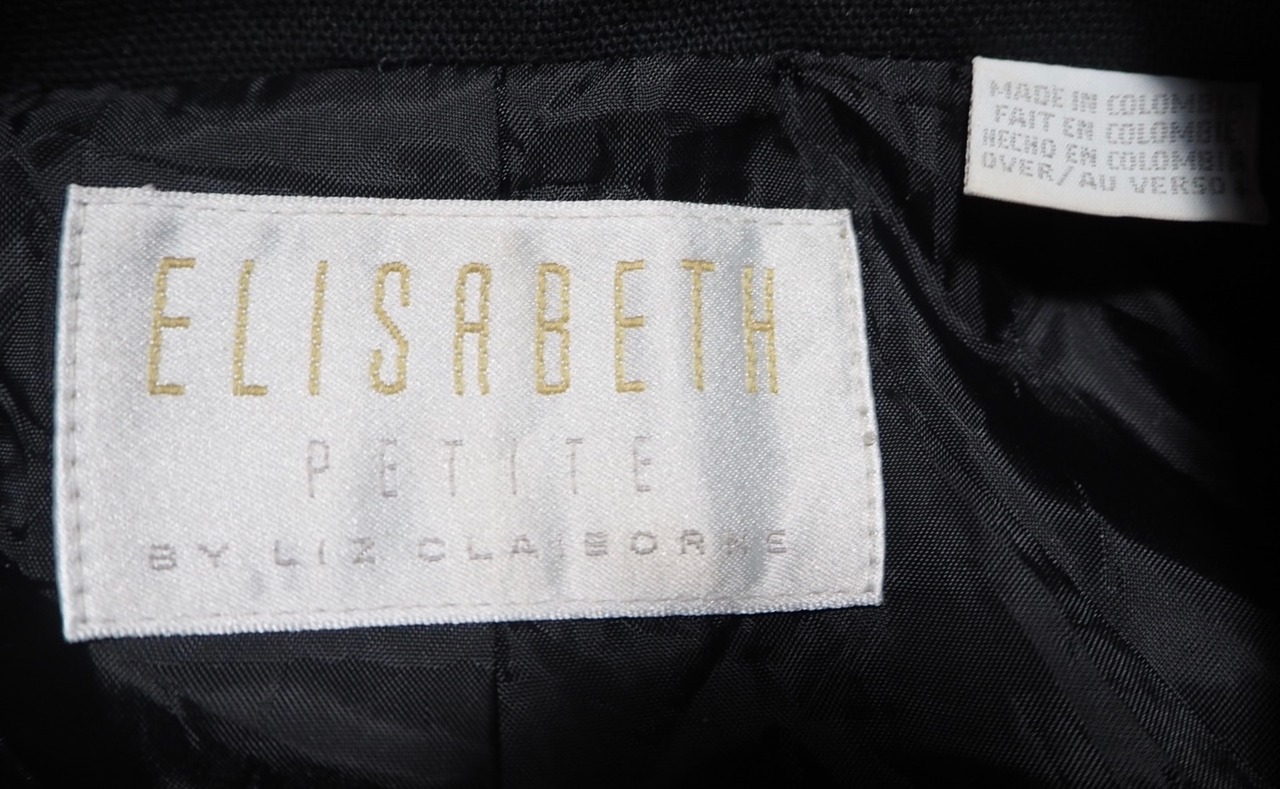 ELISABETH
PETITE
BY LIZ CLAIBORNE
MADE IN COLOMBIA
FAIT EN COLOMBIE
HECHO EN COLOMBIA
OVER/AU VERSO